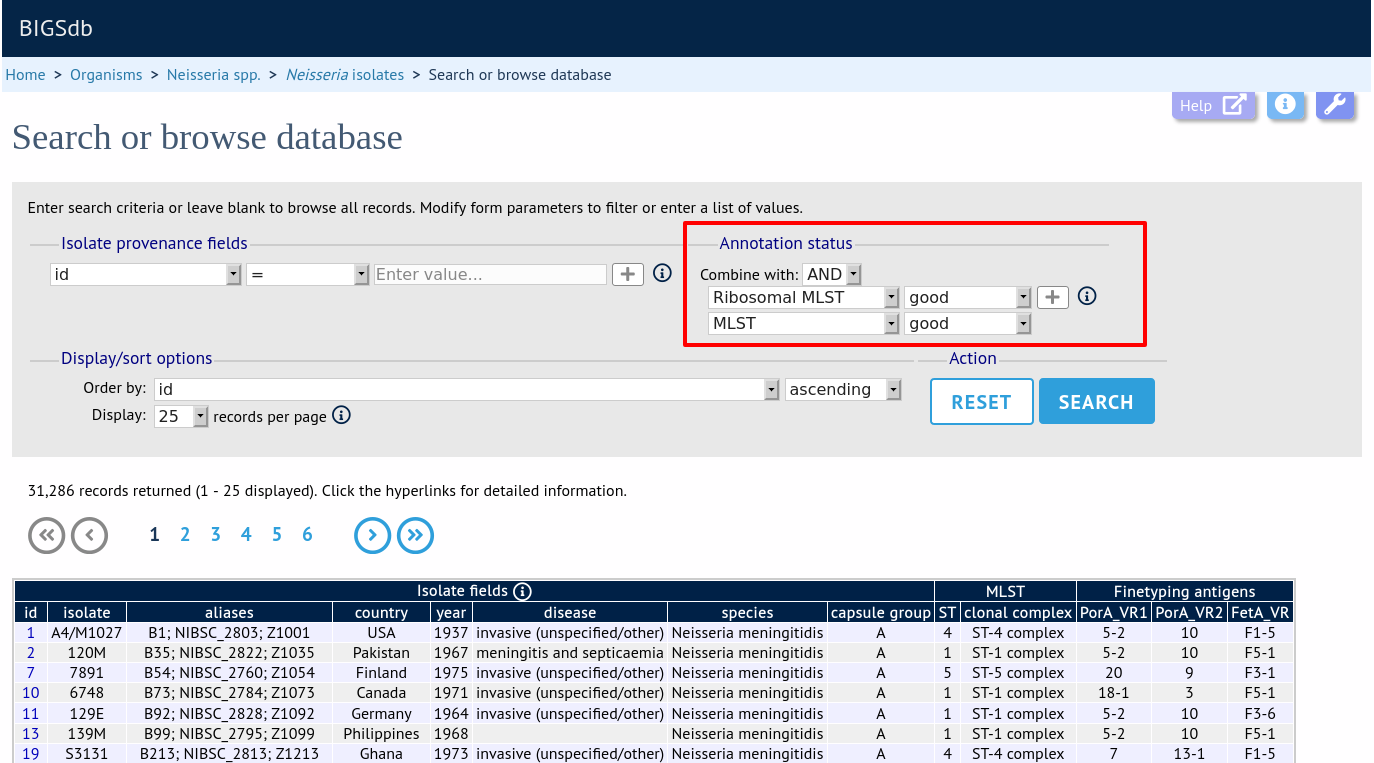 BIGSdb
Home > Organisms > Neisseria spp. > Neisseria isolates > Search or browse database
Help
Search or browse database
Enter search criteria or leave blank to browse all records. Modify form parameters to filter or enter a list of values.
Isolate provenance fields
id = Enter value... +
Annotation status
Combine with: AND
Ribosomal MLST good +
MLST good
Display/sort options
Order by: id ascending
Display: 25 records per page
Action
RESET SEARCH
31,286 records returned (1 - 25 displayed). Click the hyperlinks for detailed information.
1 2 3 4 5 6
Isolate fields MLST Finetyping antigens
id isolate aliases country year disease species capsule group ST clonal complex PorA_VR1 PorA_VR2 FetA_VR
1 A4/M1027 B1; NIBSC_2803; Z1001 USA 1937 invasive (unspecified/other) Neisseria meningitidis A 4 ST-4 complex 5-2 10 F1-5
2 120M B35; NIBSC_2822; Z1035 Pakistan 1967 meningitis and septicaemia Neisseria meningitidis A 1 ST-1 complex 5-2 10 F5-1
7 7891 B54; NIBSC_2760; Z1054 Finland 1975 invasive (unspecified/other) Neisseria meningitidis A 5 ST-5 complex 20 9 F3-1
10 6748 B73; NIBSC_2784; Z1073 Canada 1971 invasive (unspecified/other) Neisseria meningitidis A 1 ST-1 complex 18-1 3 F5-1
11 129E B92; NIBSC_2828; Z1092 Germany 1964 invasive (unspecified/other) Neisseria meningitidis A 1 ST-1 complex 5-2 10 F3-6
13 139M B99; NIBSC_2795; Z1099 Philippines 1968 Neisseria meningitidis A 1 ST-1 complex 5-2 10 F5-1
19 S3131 B213; NIBSC_2813; Z1213 Ghana 1973 invasive (unspecified/other) Neisseria meningitidis A 4 ST-4 complex 7 13-1 F1-5